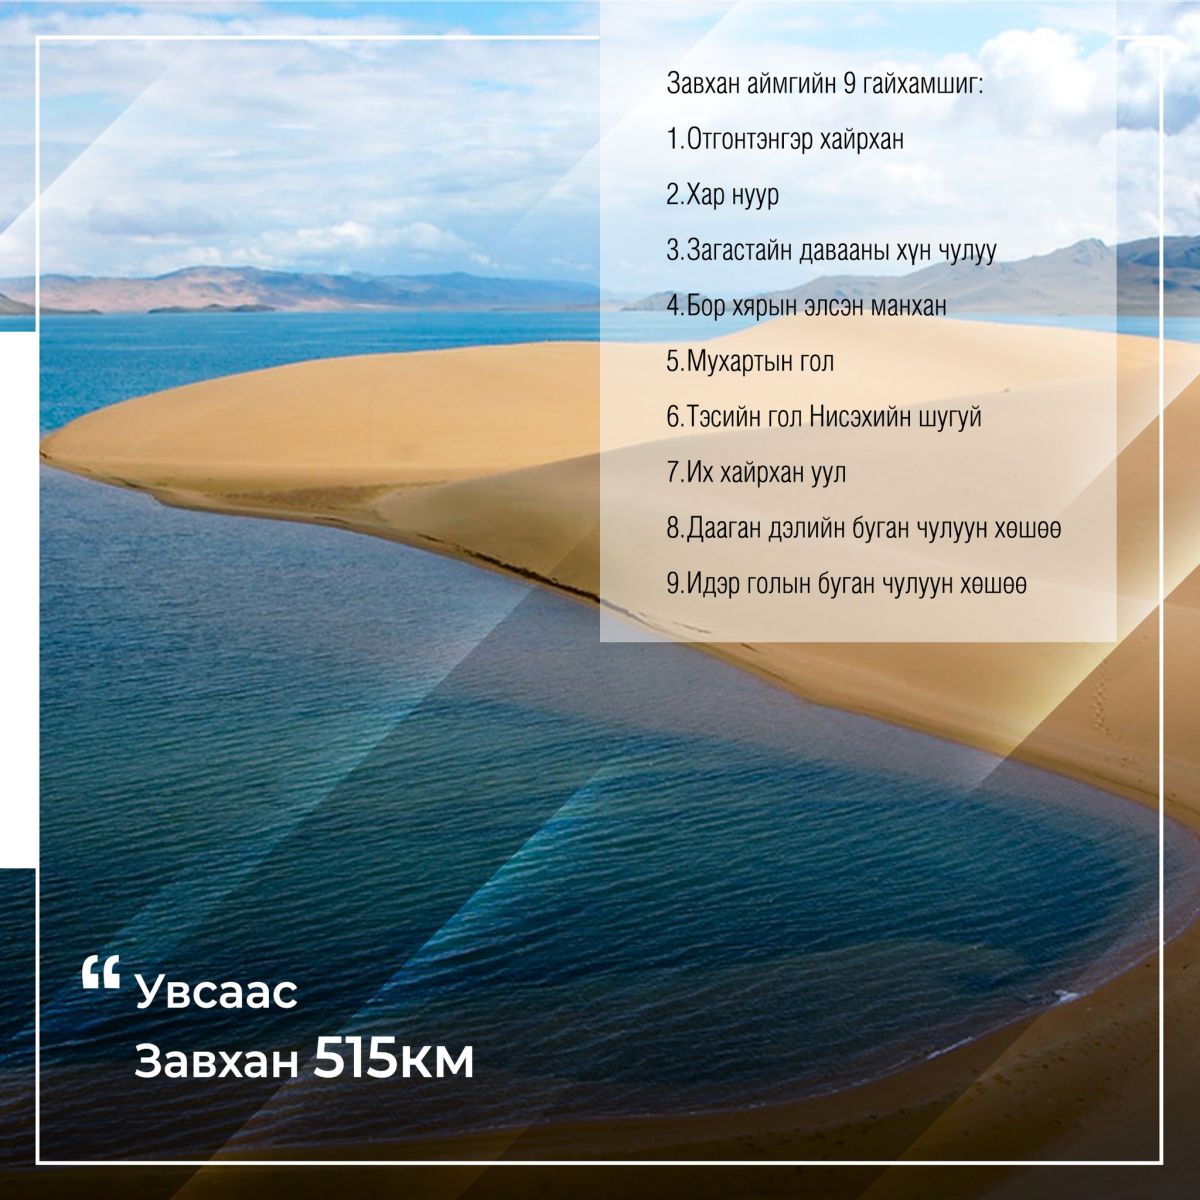 Завхан аймгийн 9 гайхамшиг:
1.Отгонтэнгэр хайрхан
2.Хар нуур
3.Загастайн давааны хүн чулуу
4.Бор хярын элсэн манхан
5.Мухартын гол
6.Тэсийн гол Нисэхийн шугуй
7.Их хайрхан уул
8.Дааган дэлийн буган чулуун хөшөө
9.Идэр голын буган чулуун хөшөө
“ Увсаас
Завхан 515км